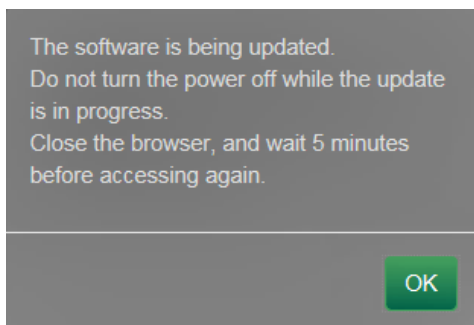 The software is being updated.
Do not turn the power off while the update
is in progress.
Close the browser, and wait 5 minutes
before accessing again.
OK